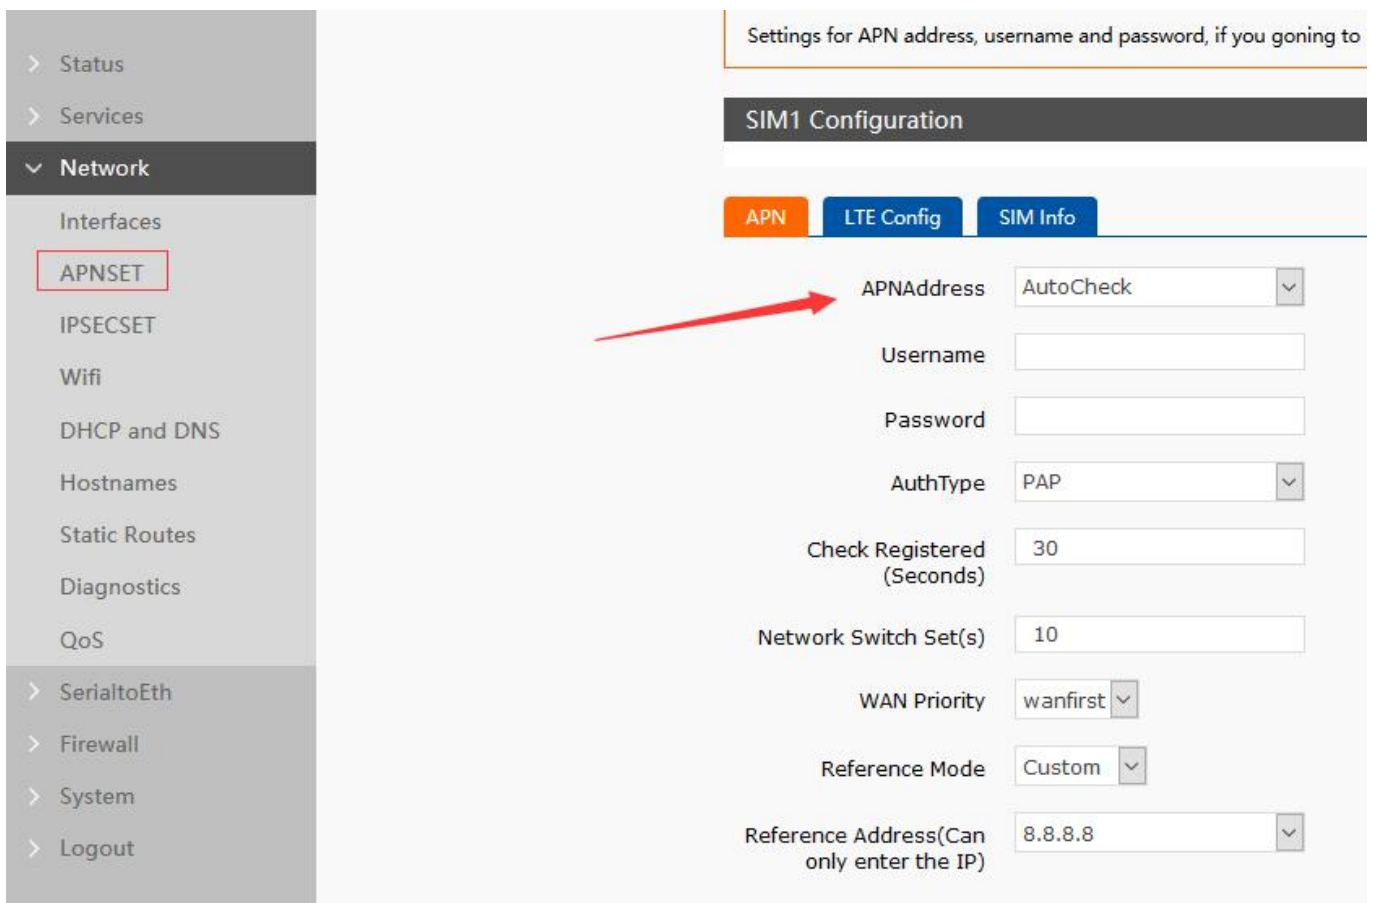 Status
Services
Network
Interfaces
APNSET
IPSECSET
Wifi
DHCP and DNS
Hostnames
Static Routes
Diagnostics
QoS
SerialtoEth
Firewall
System
Logout
Settings for APN address, username and password, if you goning to
SIM1 Configuration
APN LTE Config SIM Info
APNAddress AutoCheck
Username
Password
AuthType PAP
Check Registered 30
(Seconds)
Network Switch Set(s) 10
WAN Priority wanfirst
Reference Mode Custom
Reference Address(Can 8.8.8.8
only enter the IP)